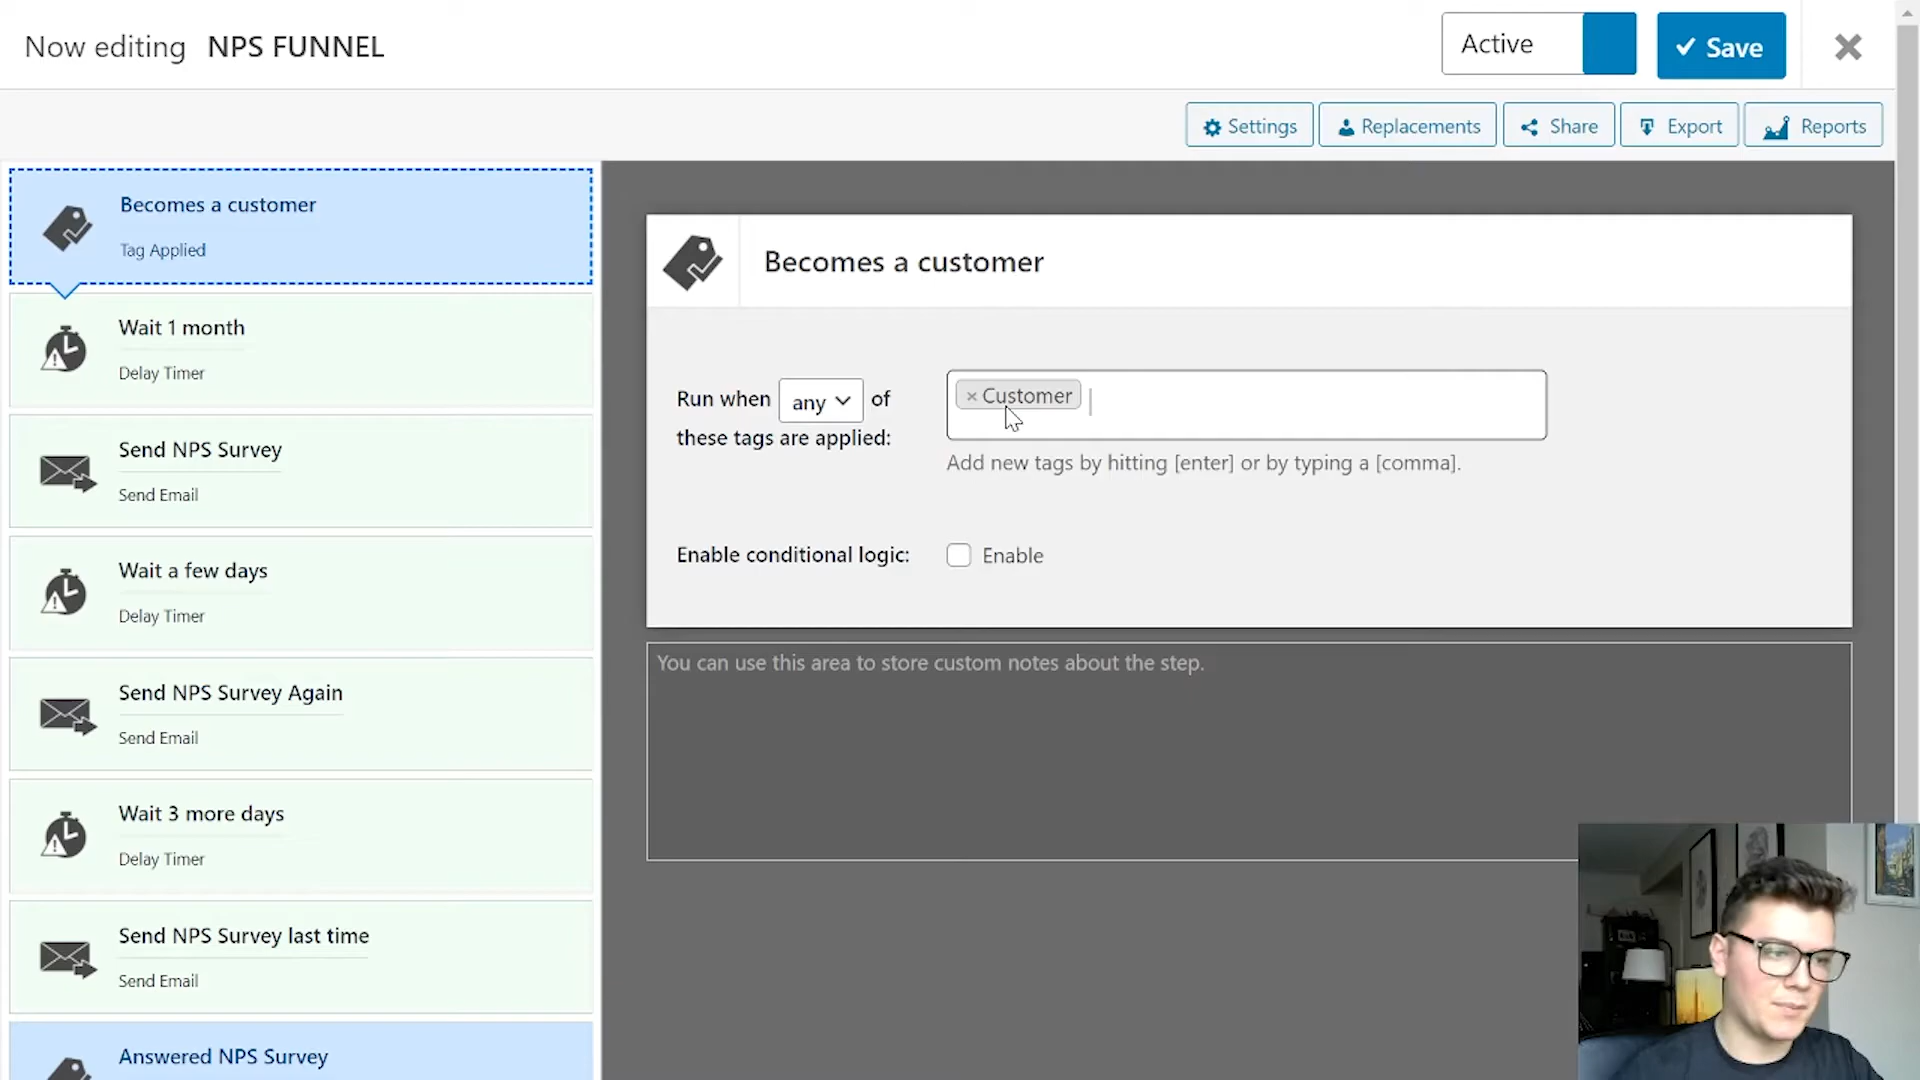 Now editing NPS FUNNEL
Active
Save
Settings
Replacements
Share
Export
Reports
Becomes a customer
Tag Applied
Wait 1 month
Delay Timer
Send NPS Survey
Send Email
Wait a few days
Delay Timer
Send NPS Survey Again
Send Email
Wait 3 more days
Delay Timer
Send NPS Survey last time
Send Email
Answered NPS Survey
Becomes a customer
Run when any of
these tags are applied:
× Customer
Add new tags by hitting [enter] or by typing a [comma].
Enable conditional logic:
Enable
You can use this area to store custom notes about the step.